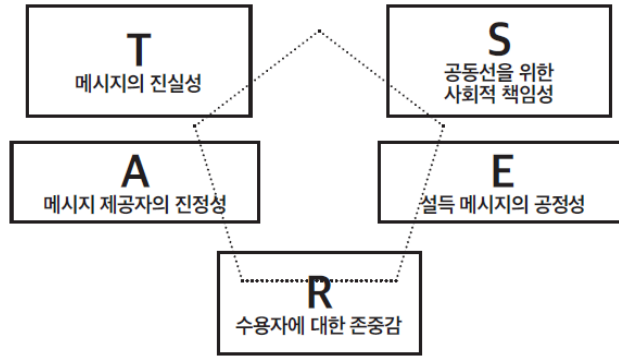 T
메시지의 진실성
S
공동선을 위한
사회적 책임성
A
메시지 제공자의 진정성
E
설득 메시지의 공정성
R
수용자에 대한 존중감